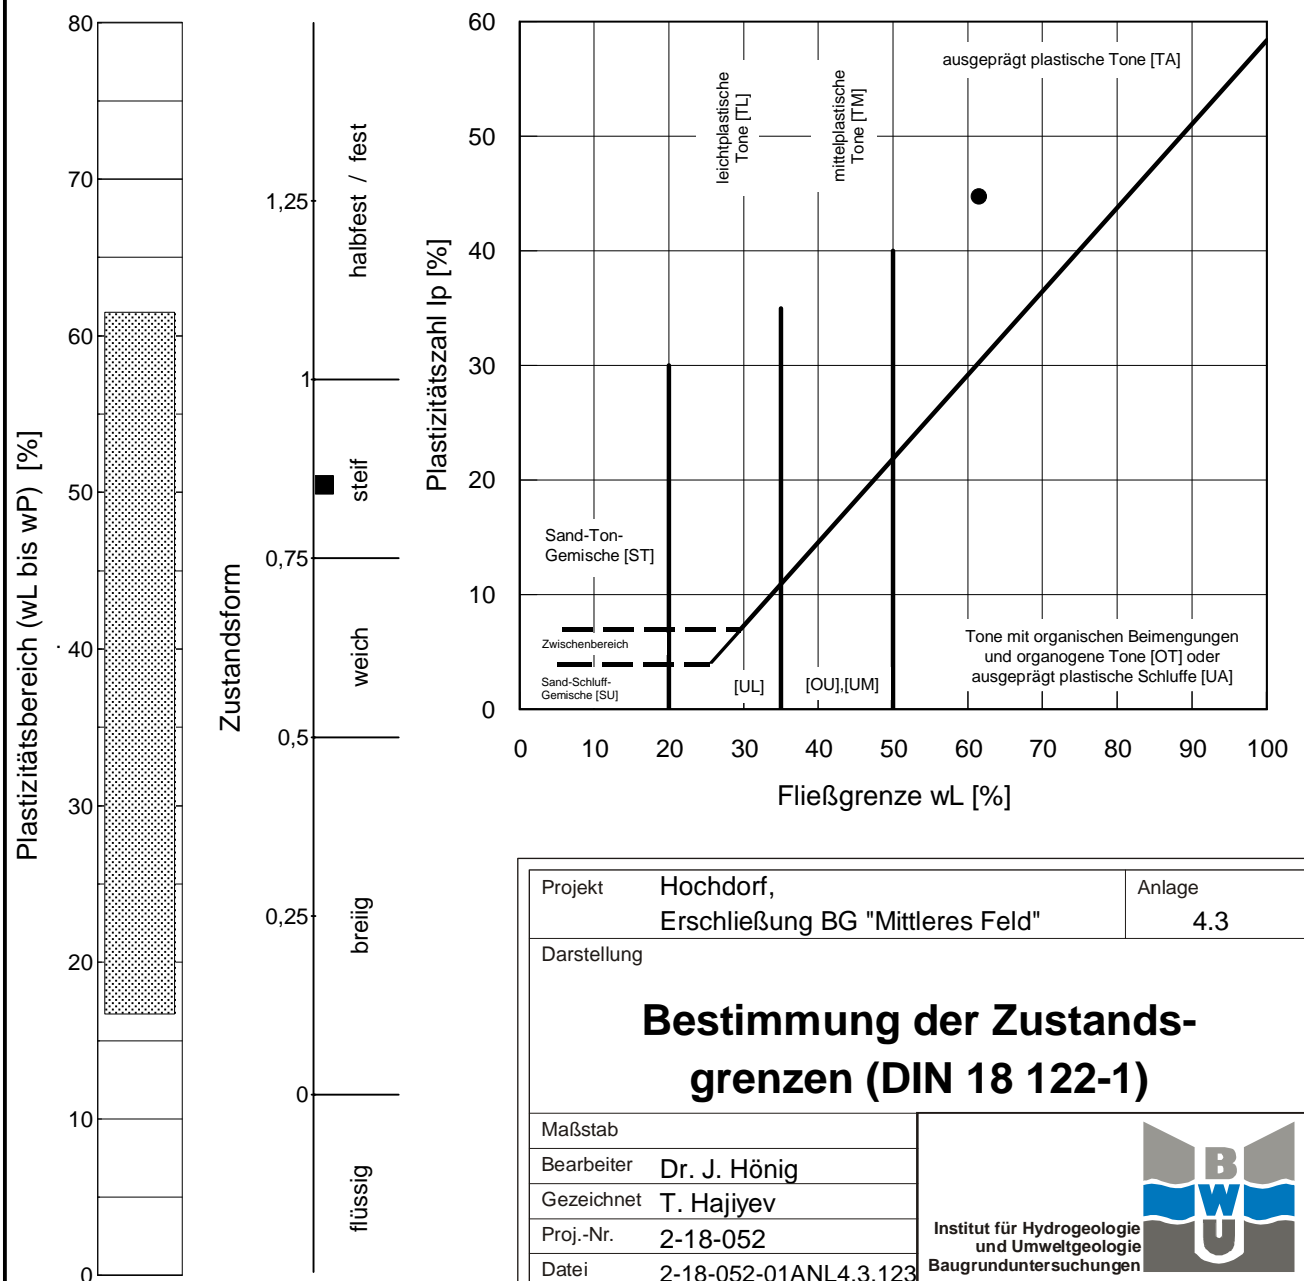 Plastizitätsbereich (wL bis wP) [%]
80
70
60
50
40
30
20
10
0
Zustandsform
1,25
1
0,75
0,5
0,25
0
halbfest / fest
steif
weich
breiig
flüssig
Plastizitätszahl Ip [%]
60
50
40
30
20
10
0
leichtplastische
Tone [TL]
mittelplastische
Tone [TM]
ausgeprägt plastische Tone [TA]
Sand-Ton-
Gemische [ST]
Zwischenbereich
Sand-Schluff-
Gemische [SU]
[UL]
[OU],[UM]
Tone mit organischen Beimengungen
und organogene Tone [OT] oder
ausgeprägt plastische Schluffe [UA]
0 10 20 30 40 50 60 70 80 90 100
Fließgrenze wL [%]
Projekt Hochdorf,
Erschließung BG "Mittleres Feld"
Anlage
4.3
Darstellung
Bestimmung der Zustands-
grenzen (DIN 18 122-1)
Maßstab
Bearbeiter Dr. J. Hönig
Gezeichnet T. Hajiyev
Proj.-Nr. 2-18-052
Datei 2-18-052-01ANL4.3.123
Institut für Hydrogeologie
und Umweltgeologie
Baugrunduntersuchungen
B
W
U